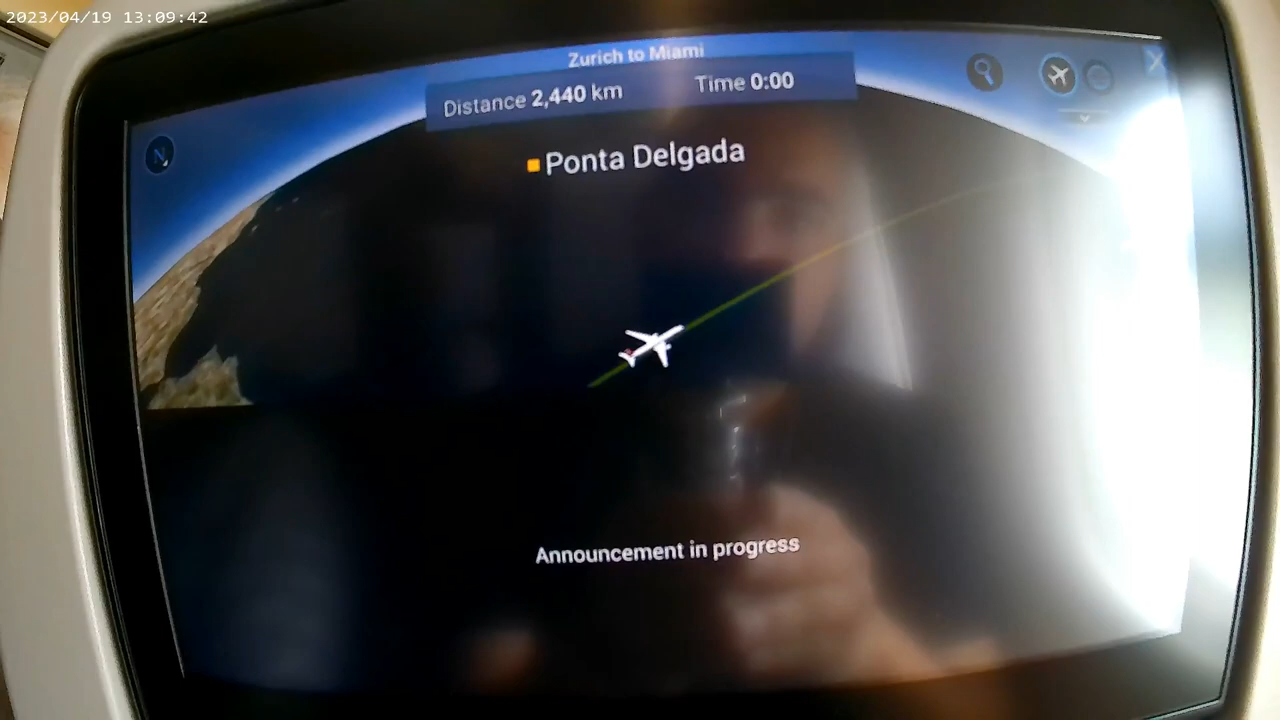 2023/04/19 13:09:42
Zurich to Miami
Distance 2,440 km Time 0:00
N
Ponta Delgada
Announcement in progress